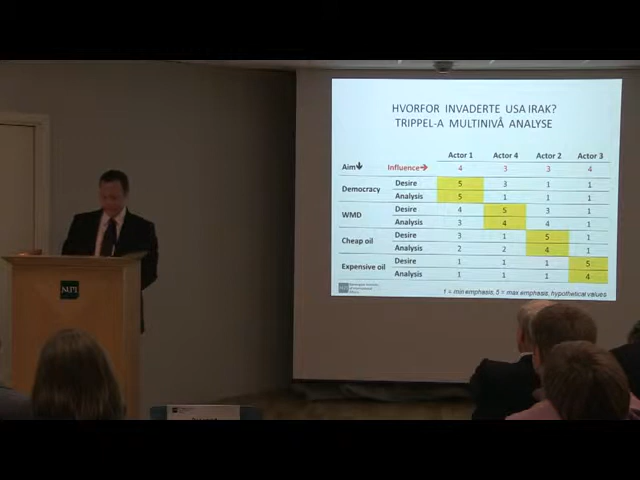 HVORFOR INVADERTE USA IRAK?
TRIPPEL-A MULTINIVÅ ANALYSE
Actor 1 Actor 4 Actor 2 Actor 3
Aim↓ Influence→ 4 3 3 4
Democracy Desire 5 3 1 1
Analysis 5 1 1 1
WMD Desire 4 5 3 1
Analysis 3 4 4 1
Cheap oil Desire 3 1 5 1
Analysis 2 2 4 1
Expensive oil Desire 1 1 1 5
Analysis 1 1 1 4
1 = min emphasis, 5 = max emphasis, hypothetical values
NUPI